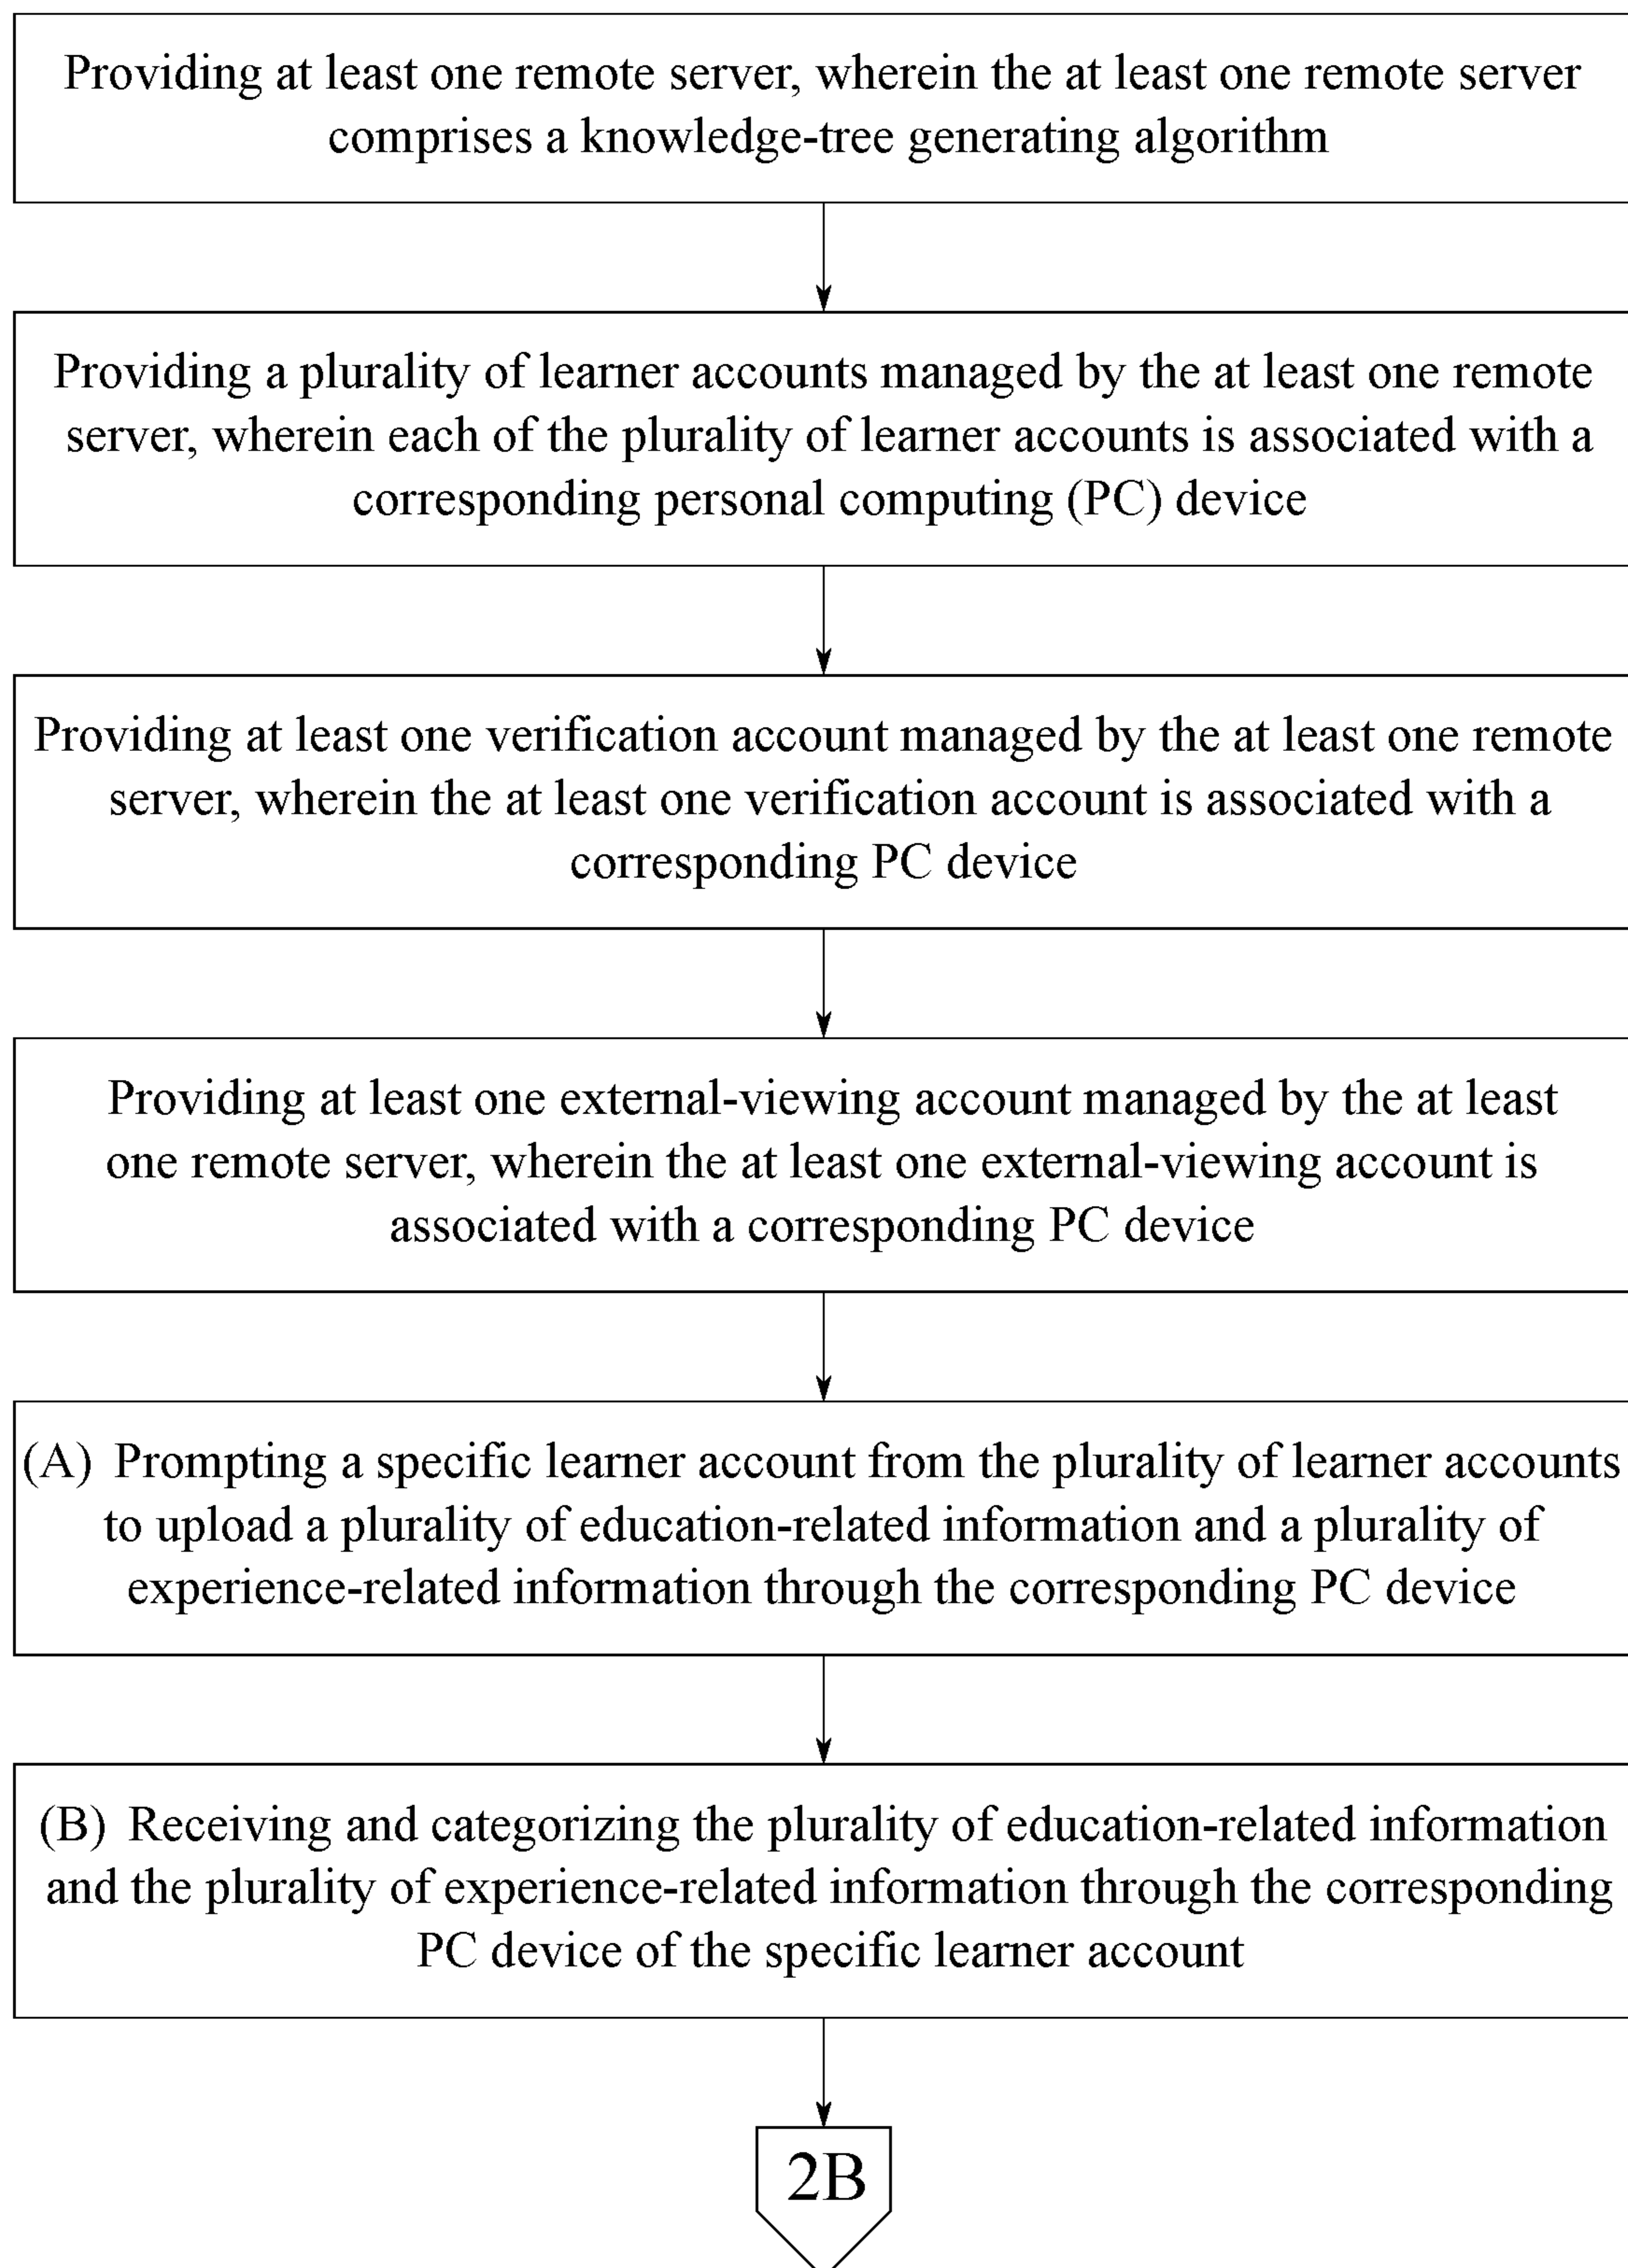 Providing at least one remote server, wherein the at least one remote server
comprises a knowledge-tree generating algorithm
Providing a plurality of learner accounts managed by the at least one remote
server, wherein each of the plurality of learner accounts is associated with a
corresponding personal computing (PC) device
Providing at least one verification account managed by the at least one remote
server, wherein the at least one verification account is associated with a
corresponding PC device
Providing at least one external-viewing account managed by the at least
one remote server, wherein the at least one external-viewing account is
associated with a corresponding PC device
(A) Prompting a specific learner account from the plurality of learner accounts
to upload a plurality of education-related information and a plurality of
experience-related information through the corresponding PC device
(B) Receiving and categorizing the plurality of education-related information
and the plurality of experience-related information through the corresponding
PC device of the specific learner account
2B